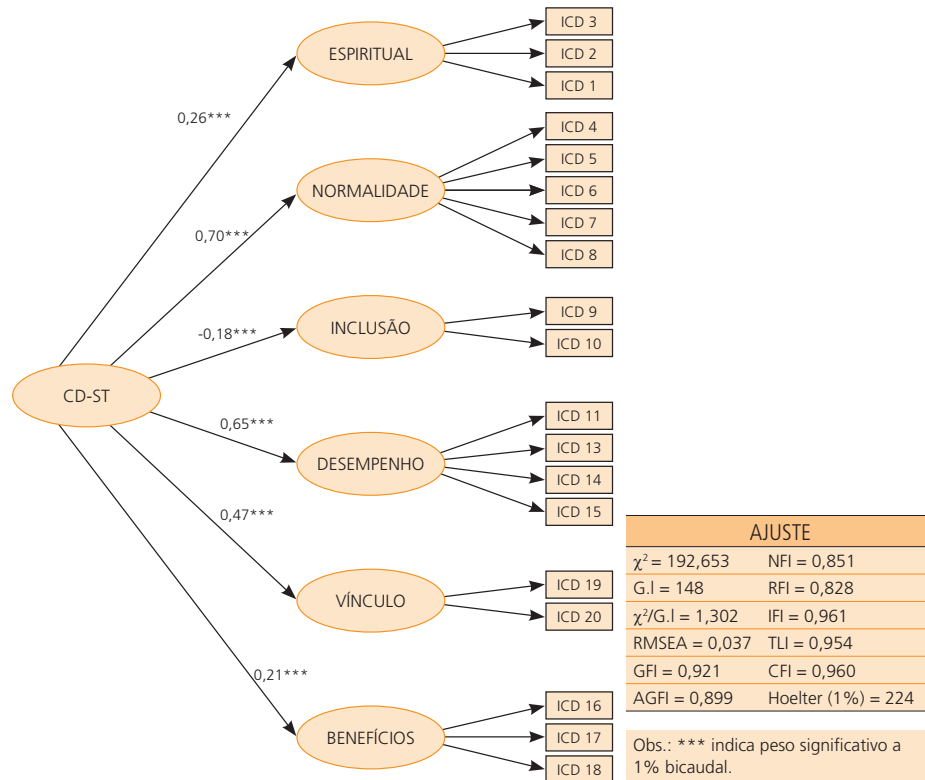 ICD 3
ESPIRITUAL
ICD 2
ICD 1
0,26***
ICD 4
ICD 5
NORMALIDADE
ICD 6
ICD 7
0,70***
ICD 8
ICD 9
INCLUSÃO
-0,18***
ICD 10
CD-ST
ICD 11
0,65***
ICD 13
DESEMPENHO
ICD 14
ICD 15
0,47***
ICD 19
VÍNCULO
ICD 20
0,21***
ICD 16
BENEFÍCIOS
ICD 17
ICD 18
AJUSTE
χ² = 192,653 NFI = 0,851
G.l = 148 RFI = 0,828
χ²/G.l = 1,302 IFI = 0,961
RMSEA = 0,037 TLI = 0,954
GFI = 0,921 CFI = 0,960
AGFI = 0,899 Hoelter (1%) = 224
Obs.: *** indica peso significativo a
1% bicaudal.